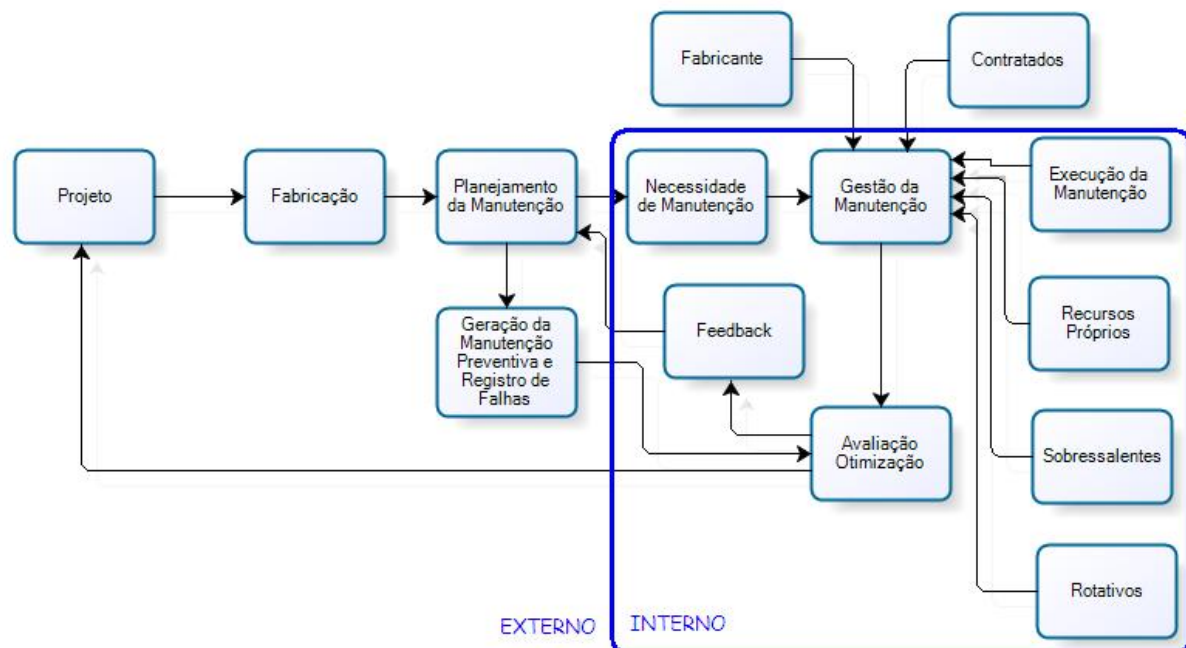 Fabricante
Contratados
Projeto
Fabricação
Planejamento
da Manutenção
Necessidade
de Manutenção
Gestão da
Manutenção
Execução da
Manutenção
Geração da
Manutenção
Preventiva e
Registro de
Falhas
Feedback
Recursos
Próprios
Avaliação
Otimização
Sobressalentes
Rotativos
EXTERNO
INTERNO